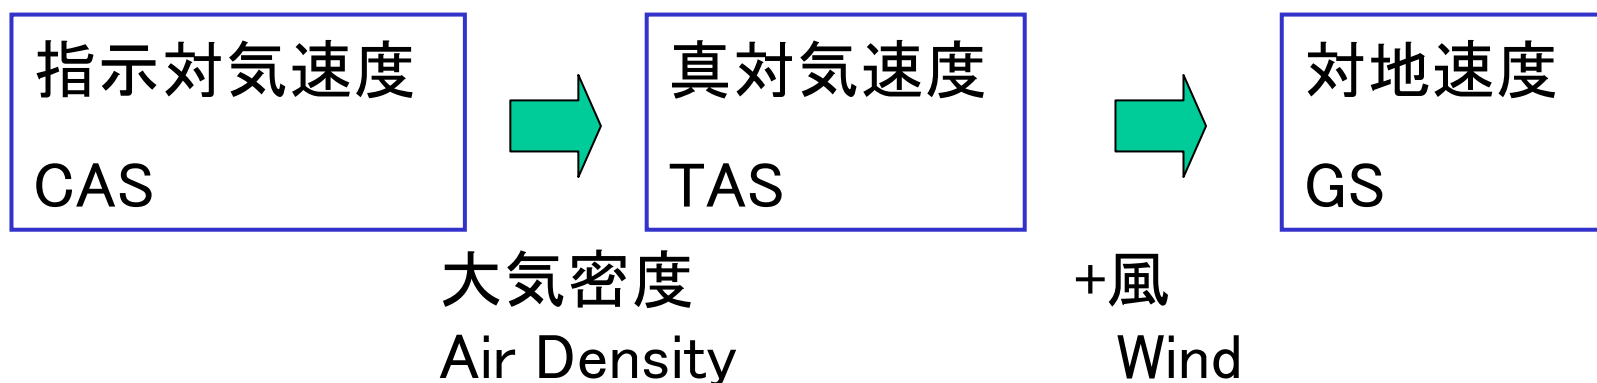 指示対気速度
CAS
大気密度
Air Density
真対気速度
TAS
+風
Wind
対地速度
GS